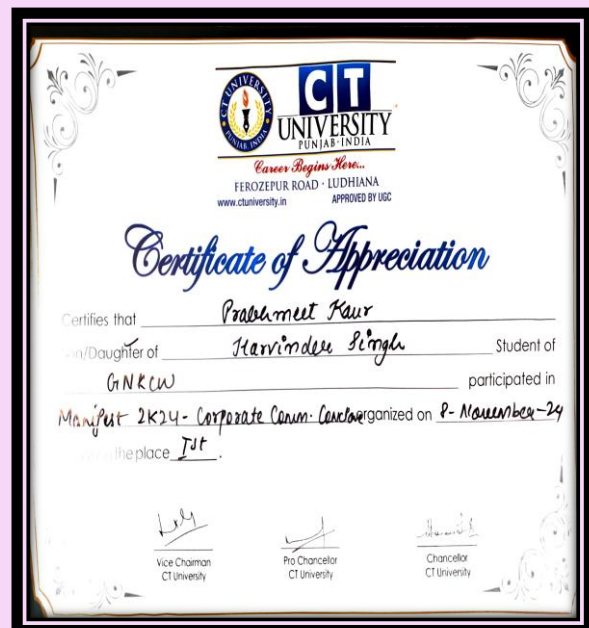 CT UNIVERSITY
PUNJAB INDIA
CT
UNIVERSITY
PUNJAB-INDIA
Career Begins Here...
FEROZEPUR ROAD - LUDHIANA
www.ctuniversity.in APPROVED BY UGC
Certificate of Appreciation
Certifies that Prabhmeet Kaur
/Daughter of Harvinder Singh Student of
GNKCW participated in
Manifest 2K24 - Corporate Comm. organized on 8-November-24
the place Ist.
Vice Chairman
CT University
Pro Chancellor
CT University
Chancellor
CT University